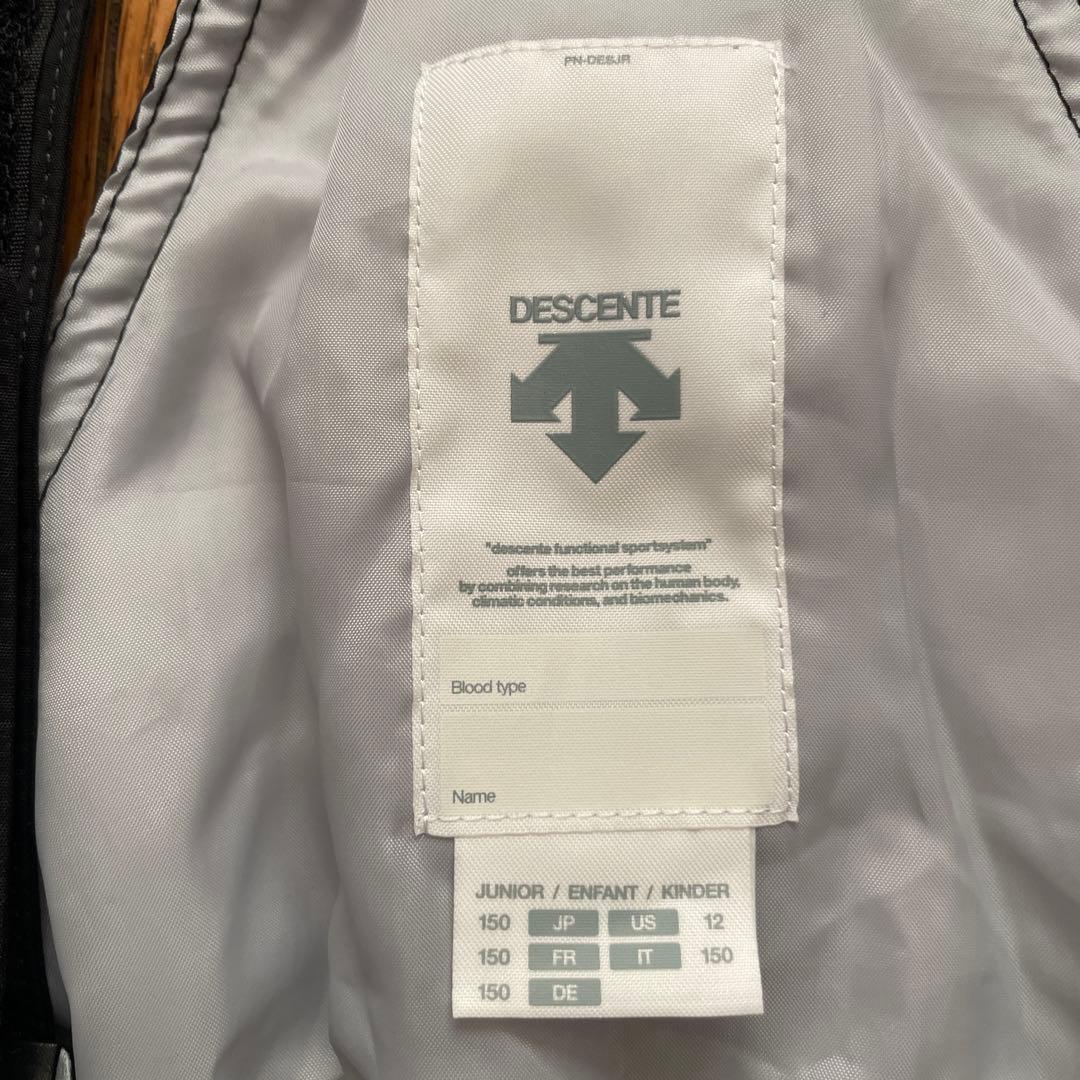 PN-DESJR
DESCENTE
"descente functional sportsystem"
offers the best performance
by combining research on the human body,
climatic conditions, and biomechanics.
Blood type
Name
JUNIOR / ENFANT / KINDER
150 JP US 12
150 FR IT 150
150 DE